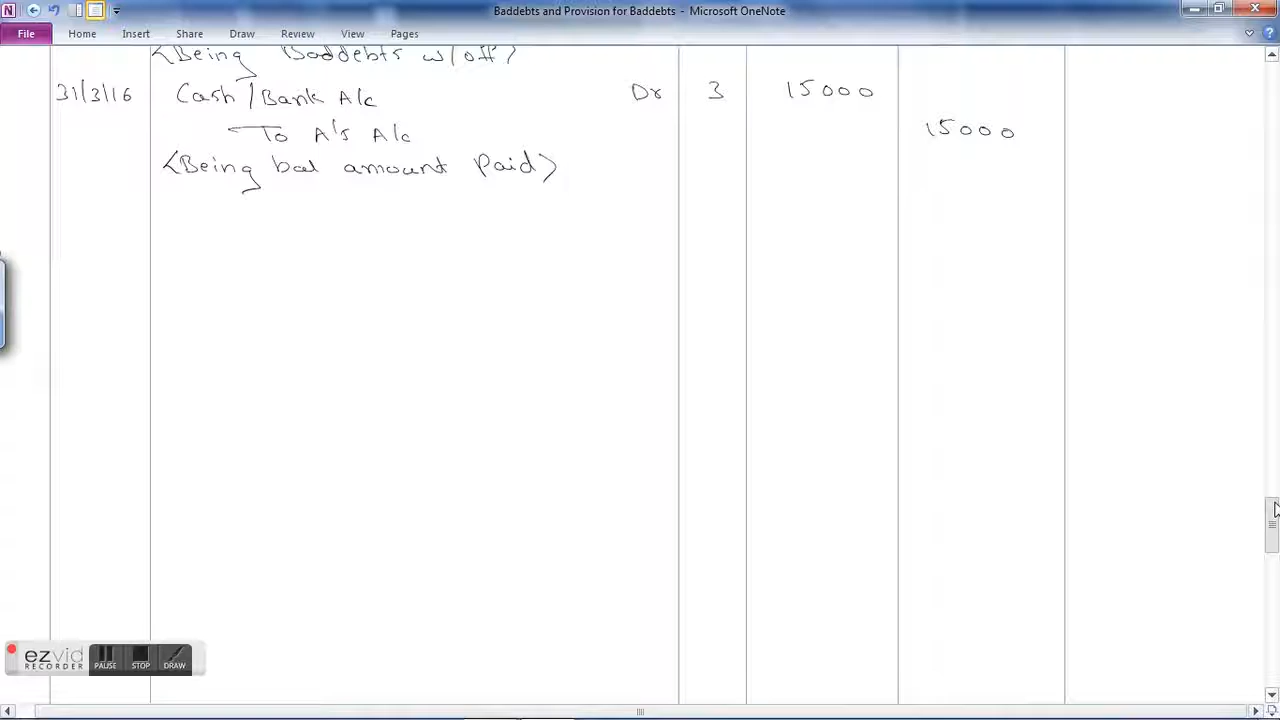 Baddebts and Provision for Baddebts - Microsoft OneNote
File Home Insert Share Draw Review View Pages
<Being Baddebts w/off>
31/3/16 Cash/Bank A/c Dr 3 15000
To A's A/c 15000
<Being bal amount Paid>
ezvid
RECORDER
PAUSE STOP DRAW